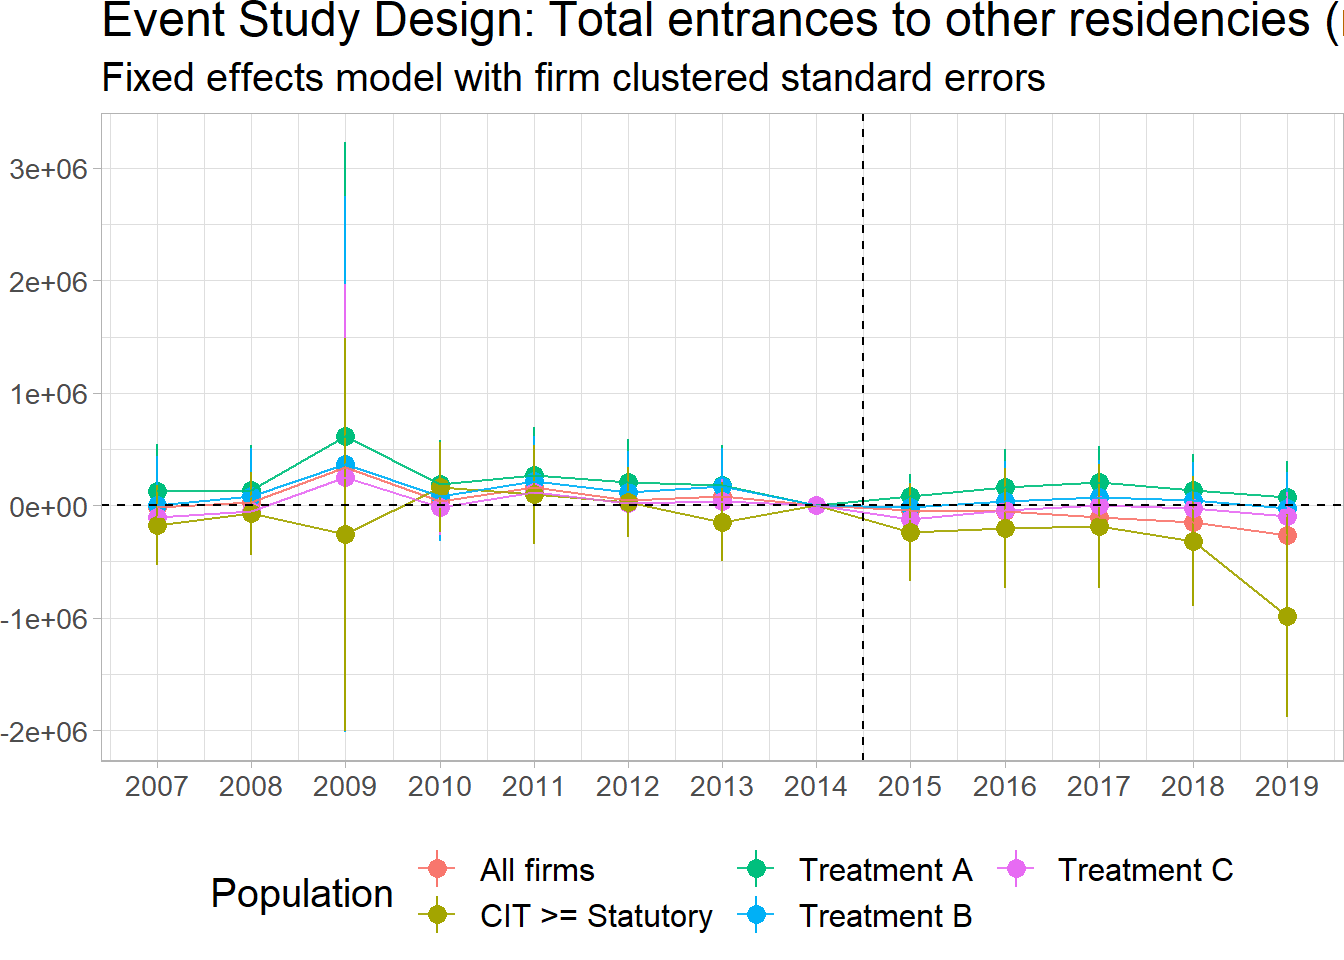 Event Study Design: Total entrances to other residencies (
Fixed effects model with firm clustered standard errors
3e+06
2e+06
1e+06
0e+00
-1e+06
-2e+06
2007 2008 2009 2010 2011 2012 2013 2014 2015 2016 2017 2018 2019
Population
All firms
CIT >= Statutory
Treatment A
Treatment B
Treatment C